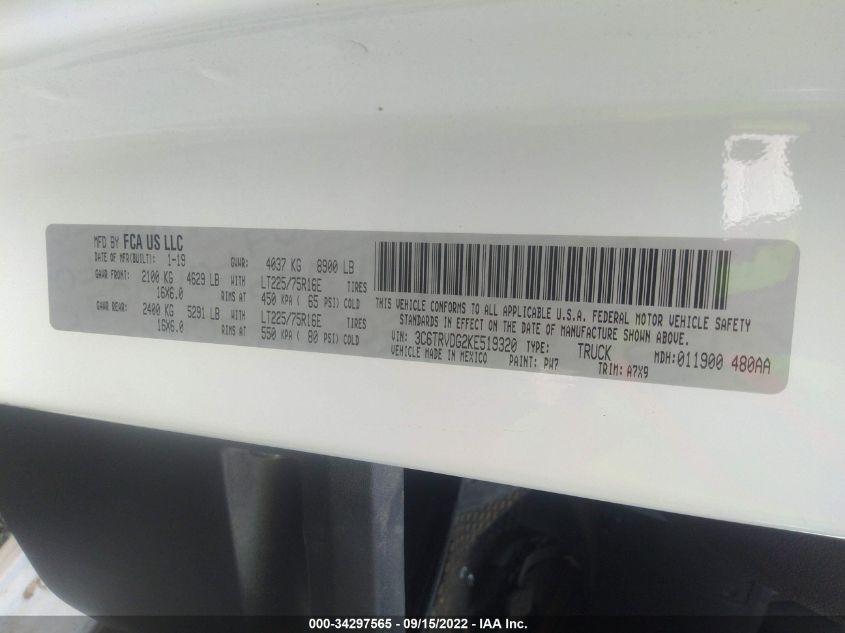 MFD BY FCA US LLC
DATE OF MFR(BUILT): 1-19 GVWR: 4037 KG 8900 LB
GAWR FRONT: 2100 KG 4629 LB WITH LT225/75R16E TIRES
16X6.0 RIMS AT 450 KPA ( 65 PSI) COLD
GAWR REAR: 2400 KG 5291 LB WITH LT225/75R16E TIRES
16X6.0 RIMS AT 550 KPA ( 80 PSI) COLD
THIS VEHICLE CONFORMS TO ALL APPLICABLE U.S.A. FEDERAL MOTOR VEHICLE SAFETY
STANDARDS IN EFFECT ON THE DATE OF MANUFACTURE SHOWN ABOVE.
VIN: 3C6TRVDG2KE519320 TYPE: TRUCK MDH:011900 480AA
VEHICLE MADE IN MEXICO PAINT: PW7 TRIM: A7X9
000-34297565 - 09/15/2022 - IAA Inc.